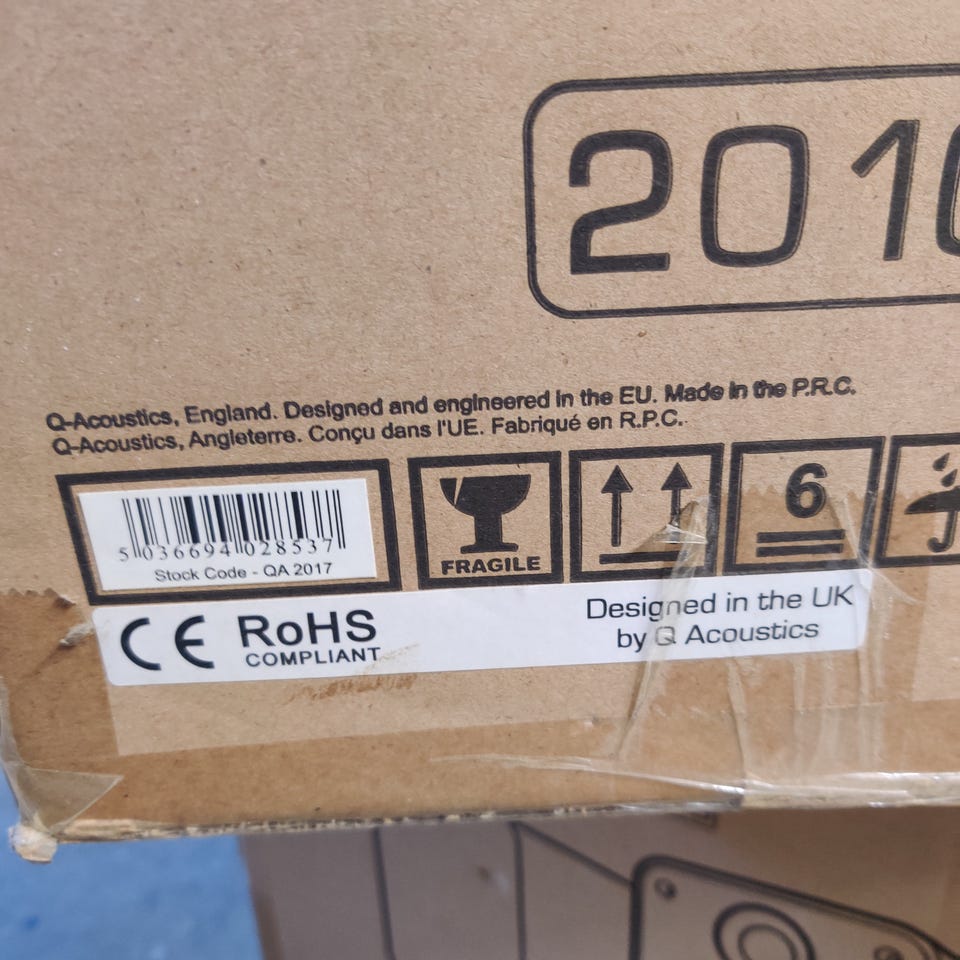 201
Q-Acoustics, England. Designed and engineered in the EU. Made in the P.R.C.
Q-Acoustics, Angleterre. Conçu dans l'UE. Fabriqué en R.P.C.
5 036694 028537
Stock Code - QA 2017
FRAGILE
6
CE RoHS
COMPLIANT
Designed in the UK
by Q Acoustics